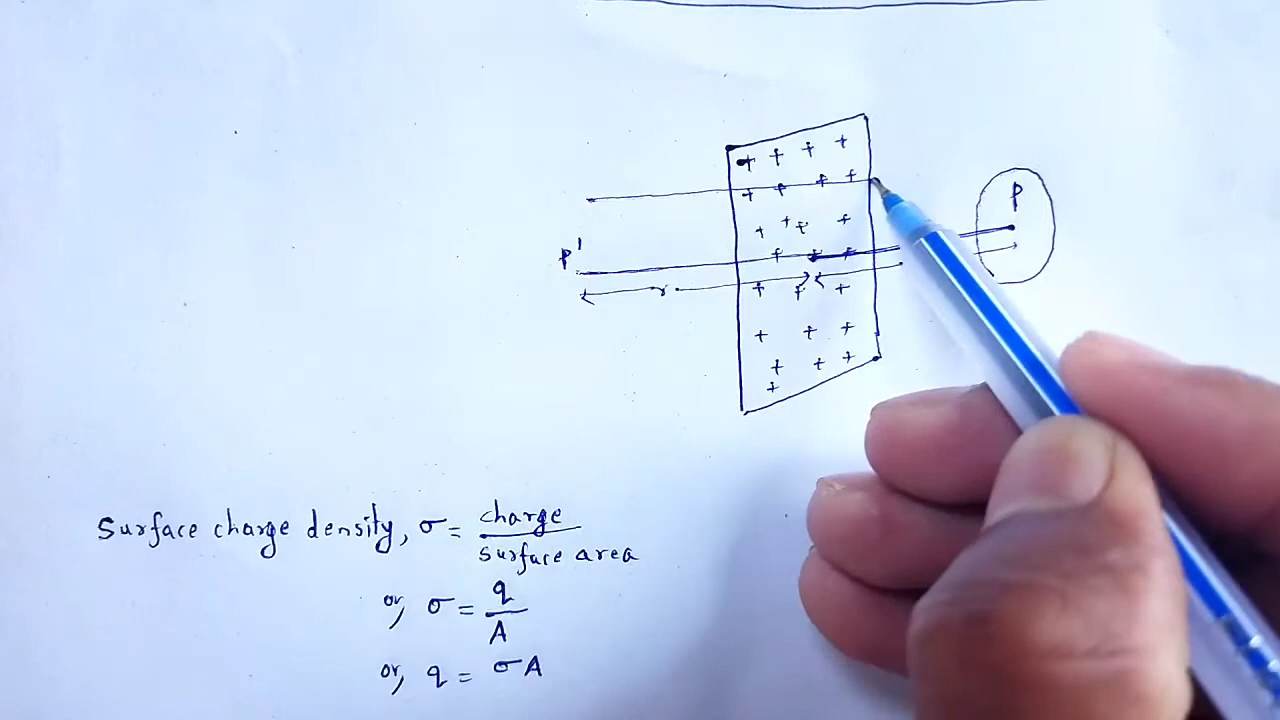 P
P'
r
Surface charge density, σ = charge / surface area
or, σ = q / A
or, q = σA